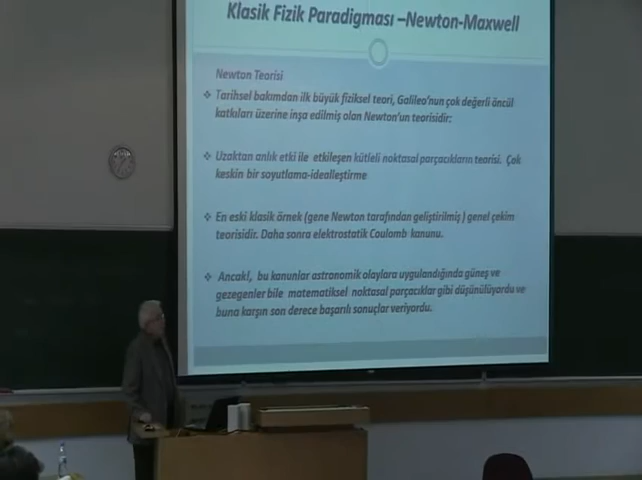 Klasik Fizik Paradigması –Newton-Maxwell
Newton Teorisi
Tarihsel bakımdan ilk büyük fiziksel teori, Galileo'nun çok değerli öncül
katkıları üzerine inşa edilmiş olan Newton'un teorisidir:
Uzaktan anlık etki ile etkileşen kütleli noktasal parçacıkların teorisi. Çok
keskin bir soyutlama-idealleştirme
En eski klasik örnek (gene Newton tarafından geliştirilmiş) genel çekim
teorisidir. Daha sonra elektrostatik Coulomb kanunu.
Ancakl, bu kanunlar astronomik olaylara uygulandığında güneş ve
gezegenler bile matematiksel noktasal parçacıklar gibi düşünülüyordu ve
buna karşın son derece başarılı sonuçlar veriyordu.